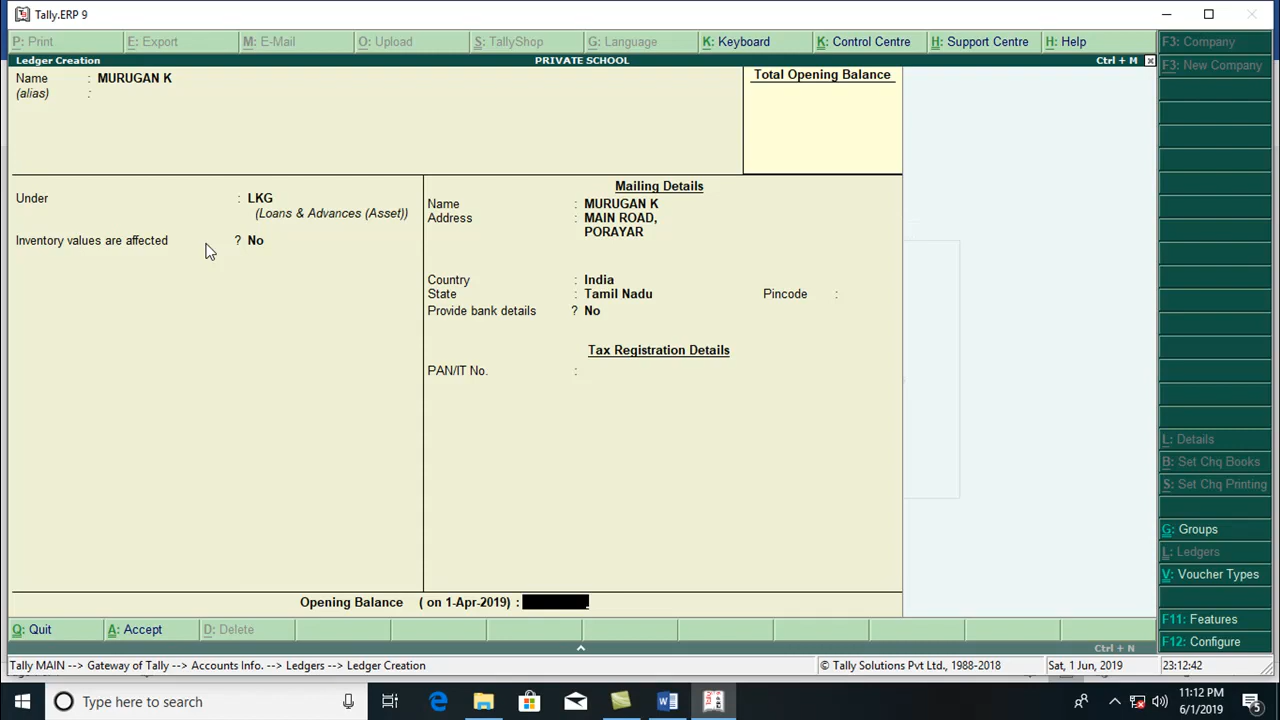 Tally.ERP 9
P: Print E: Export M: E-Mail O: Upload S: TallyShop G: Language K: Keyboard K: Control Centre H: Support Centre H: Help
F3: Company
Ledger Creation PRIVATE SCHOOL Ctrl + M
F3: New Company
Name : MURUGAN K
(alias) :
Total Opening Balance
Under : LKG
(Loans & Advances (Asset))
Inventory values are affected ? No
Mailing Details
Name : MURUGAN K
Address : MAIN ROAD,
PORAYAR
Country : India
State : Tamil Nadu Pincode :
Provide bank details ? No
Tax Registration Details
PAN/IT No. :
L: Details
B: Set Chq Books
S: Set Chq Printing
G: Groups
L: Ledgers
V: Voucher Types
F11: Features
F12: Configure
Opening Balance ( on 1-Apr-2019) :
Q: Quit A: Accept D: Delete
Ctrl + N
Tally MAIN --> Gateway of Tally --> Accounts Info. --> Ledgers --> Ledger Creation © Tally Solutions Pvt Ltd., 1988-2018 Sat, 1 Jun, 2019 23:12:42
Type here to search
11:12 PM
6/1/2019
5